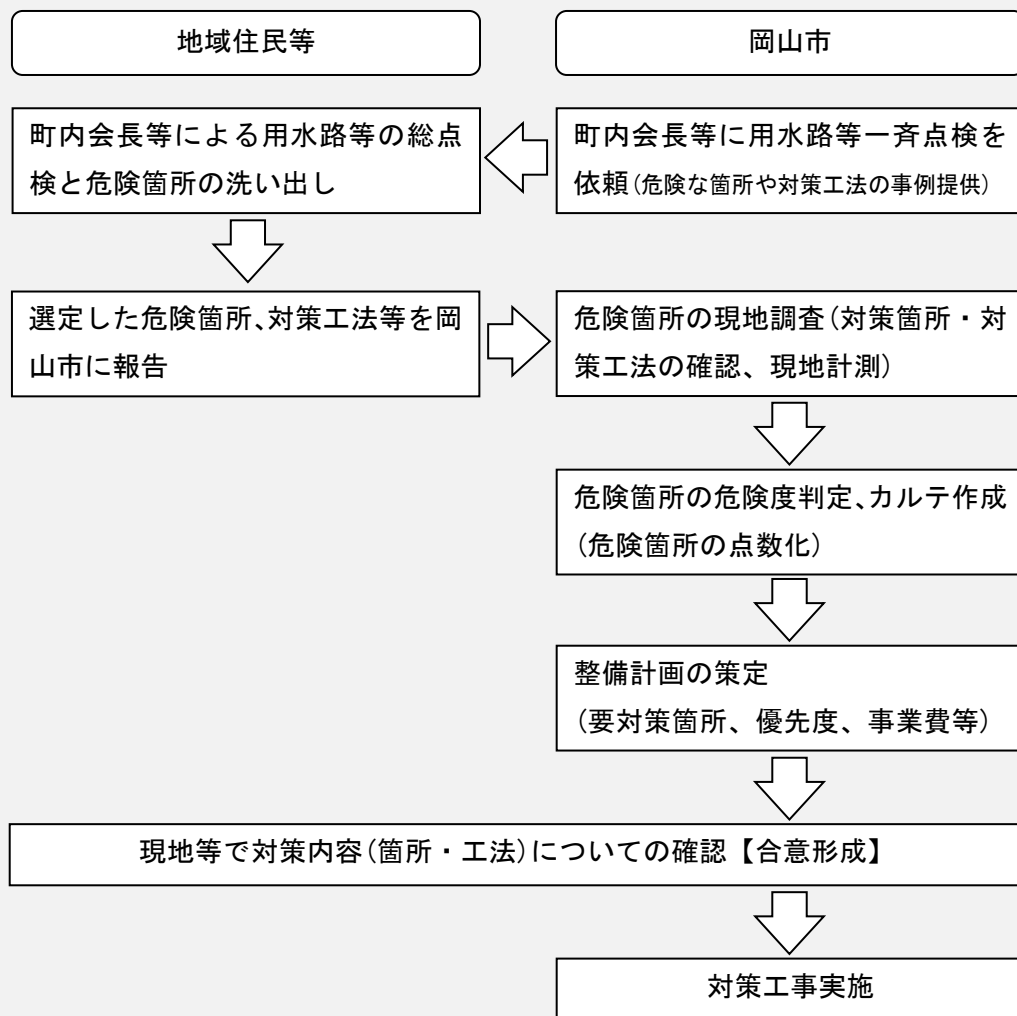 地域住民等
岡山市
町内会長等に用水路等一斉点検を
依頼(危険な箇所や対策工法の事例提供)
町内会長等による用水路等の総点
検と危険箇所の洗い出し
選定した危険箇所、対策工法等を岡
山市に報告
危険箇所の現地調査(対策箇所・対
策工法の確認、現地計測)
危険箇所の危険度判定、カルテ作成
(危険箇所の点数化)
整備計画の策定
(要対策箇所、優先度、事業費等)
現地等で対策内容(箇所・工法)についての確認【合意形成】
対策工事実施